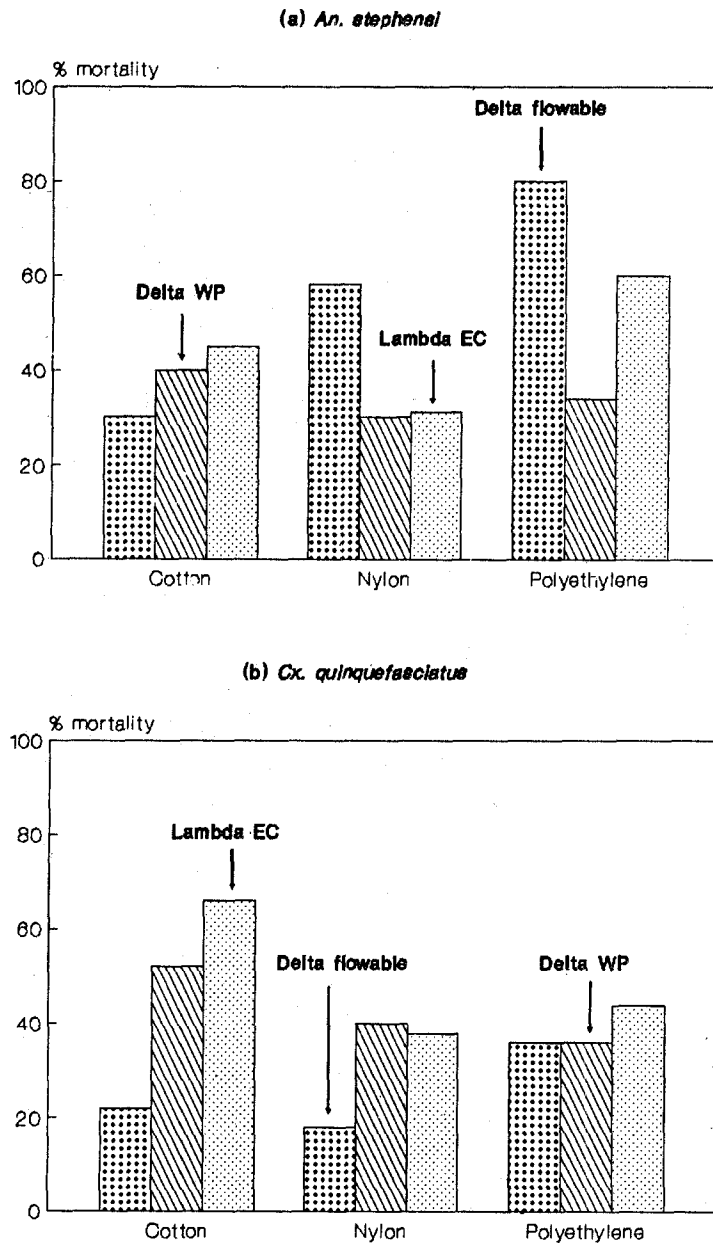 (a) An. stephensi
% mortality
100
Delta flowable
80
60
Delta WP
Lambda EC
40
20
0
Cotton Nylon Polyethylene
(b) Cx. quinquefasciatus
% mortality
100
80
Lambda EC
60
Delta flowable Delta WP
40
20
0
Cotton Nylon Polyethylene